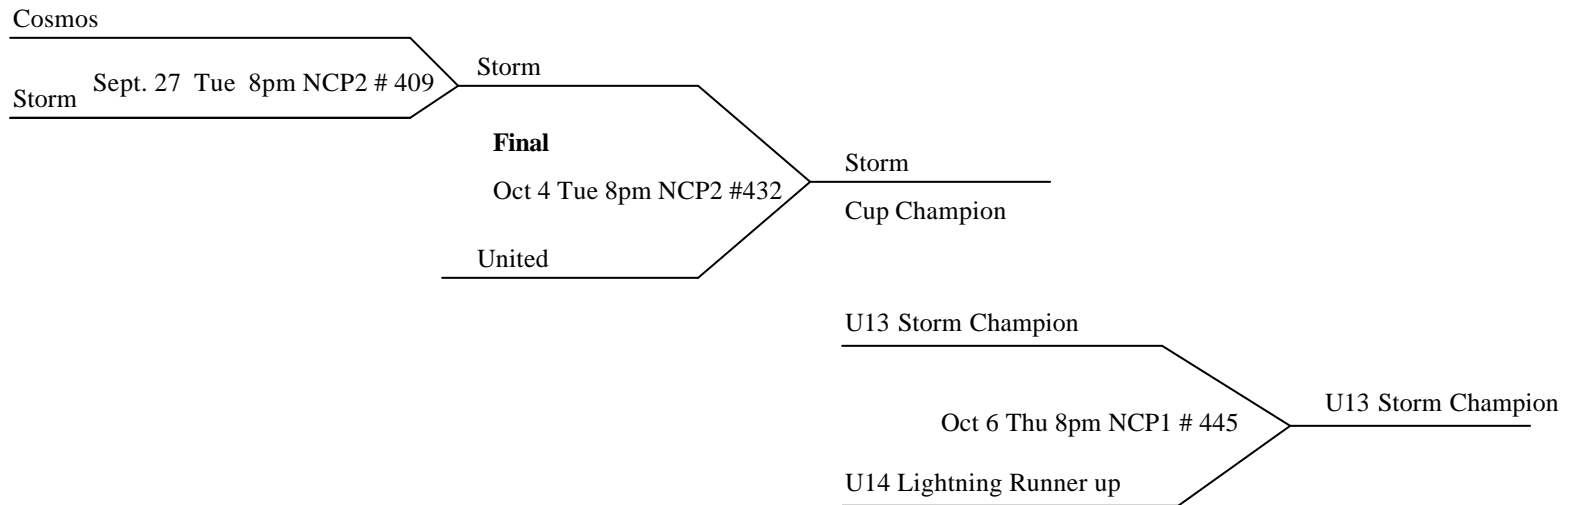 Cosmos
Storm
Sept. 27  Tue  8pm NCP2 # 409
Storm
Final
Oct 4 Tue 8pm NCP2 #432
United
Storm
Cup Champion
U13 Storm Champion
Oct 6 Thu 8pm NCP1 # 445
U14 Lightning Runner up
U13 Storm Champion